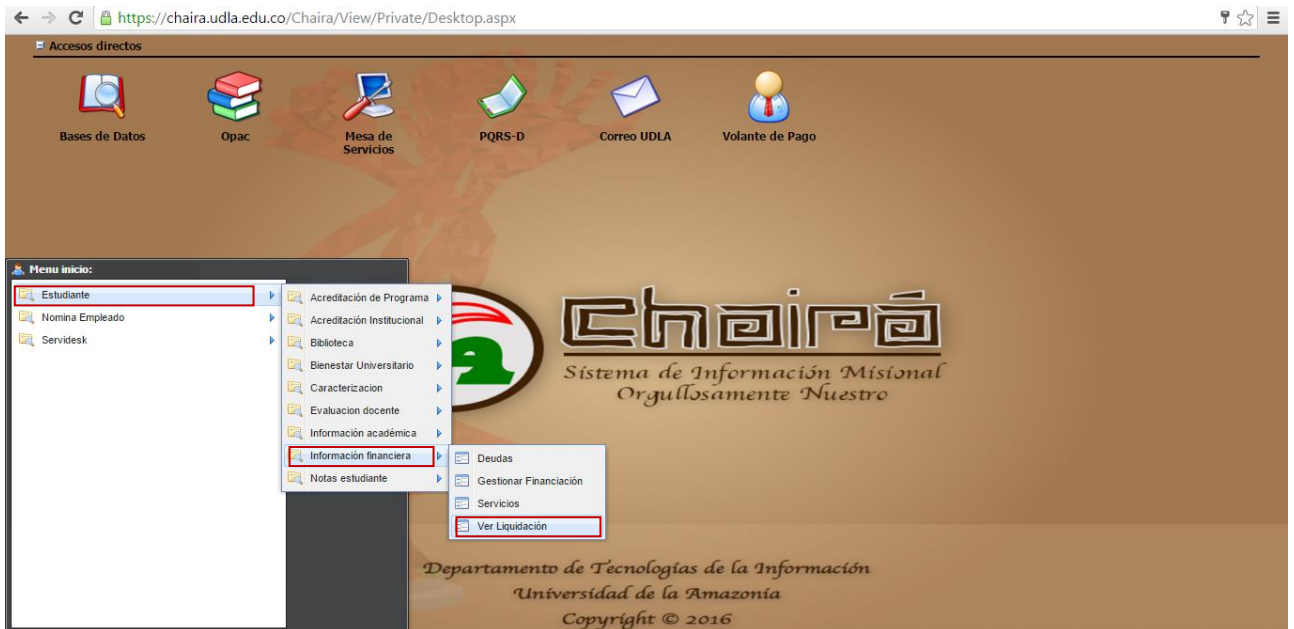 https://chaira.udla.edu.co/Chaira/View/Private/Desktop.aspx
Accesos directos
Bases de Datos
Opac
Mesa de
Servicios
PQRS-D
Correo UDLA
Volante de Pago
Menu inicio:
Estudiante
Nomina Empleado
Servidesk
Acreditación de Programa
Acreditación Institucional
Biblioteca
Bienestar Universitario
Caracterizacion
Evaluacion docente
Información académica
Información financiera
Notas estudiante
Deudas
Gestionar Financiación
Servicios
Ver Liquidación
Chairá
Sistema de Información Misional
Orgullosamente Nuestro
Departamento de Tecnologías de la Información
Universidad de la Amazonía
Copyright © 2016